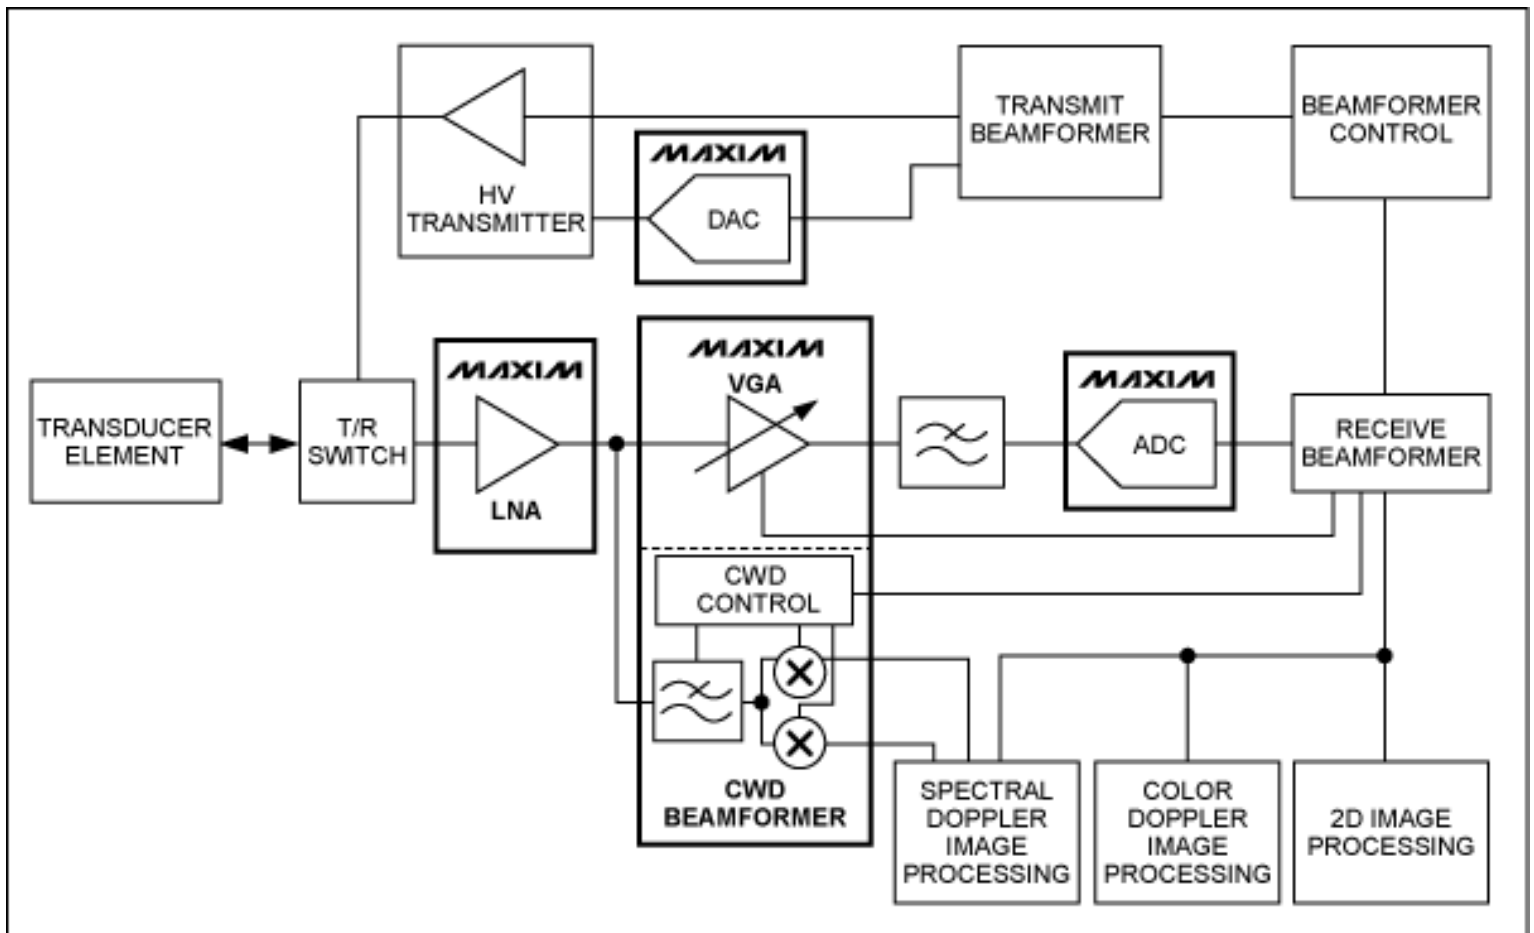 TRANSMIT
BEAMFORMER
BEAMFORMER
CONTROL
HV
TRANSMITTER
MAXIM
DAC
TRANSDUCER
ELEMENT
T/R
SWITCH
MAXIM
LNA
MAXIM
VGA
MAXIM
ADC
RECEIVE
BEAMFORMER
CWD
CONTROL
CWD
BEAMFORMER
SPECTRAL
DOPPLER
IMAGE
PROCESSING
COLOR
DOPPLER
IMAGE
PROCESSING
2D IMAGE
PROCESSING